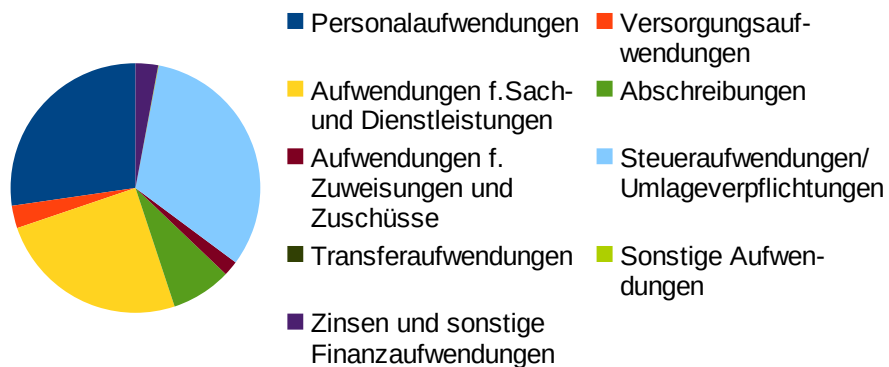 Personalaufwendungen
Versorgungsauf-
wendungen
Aufwendungen f.Sach-
und Dienstleistungen
Abschreibungen
Aufwendungen f.
Zuweisungen und
Zuschüsse
Steueraufwendungen/
Umlageverpflichtungen
Transferaufwendungen
Sonstige Aufwen-
dungen
Zinsen und sonstige
Finanzaufwendungen